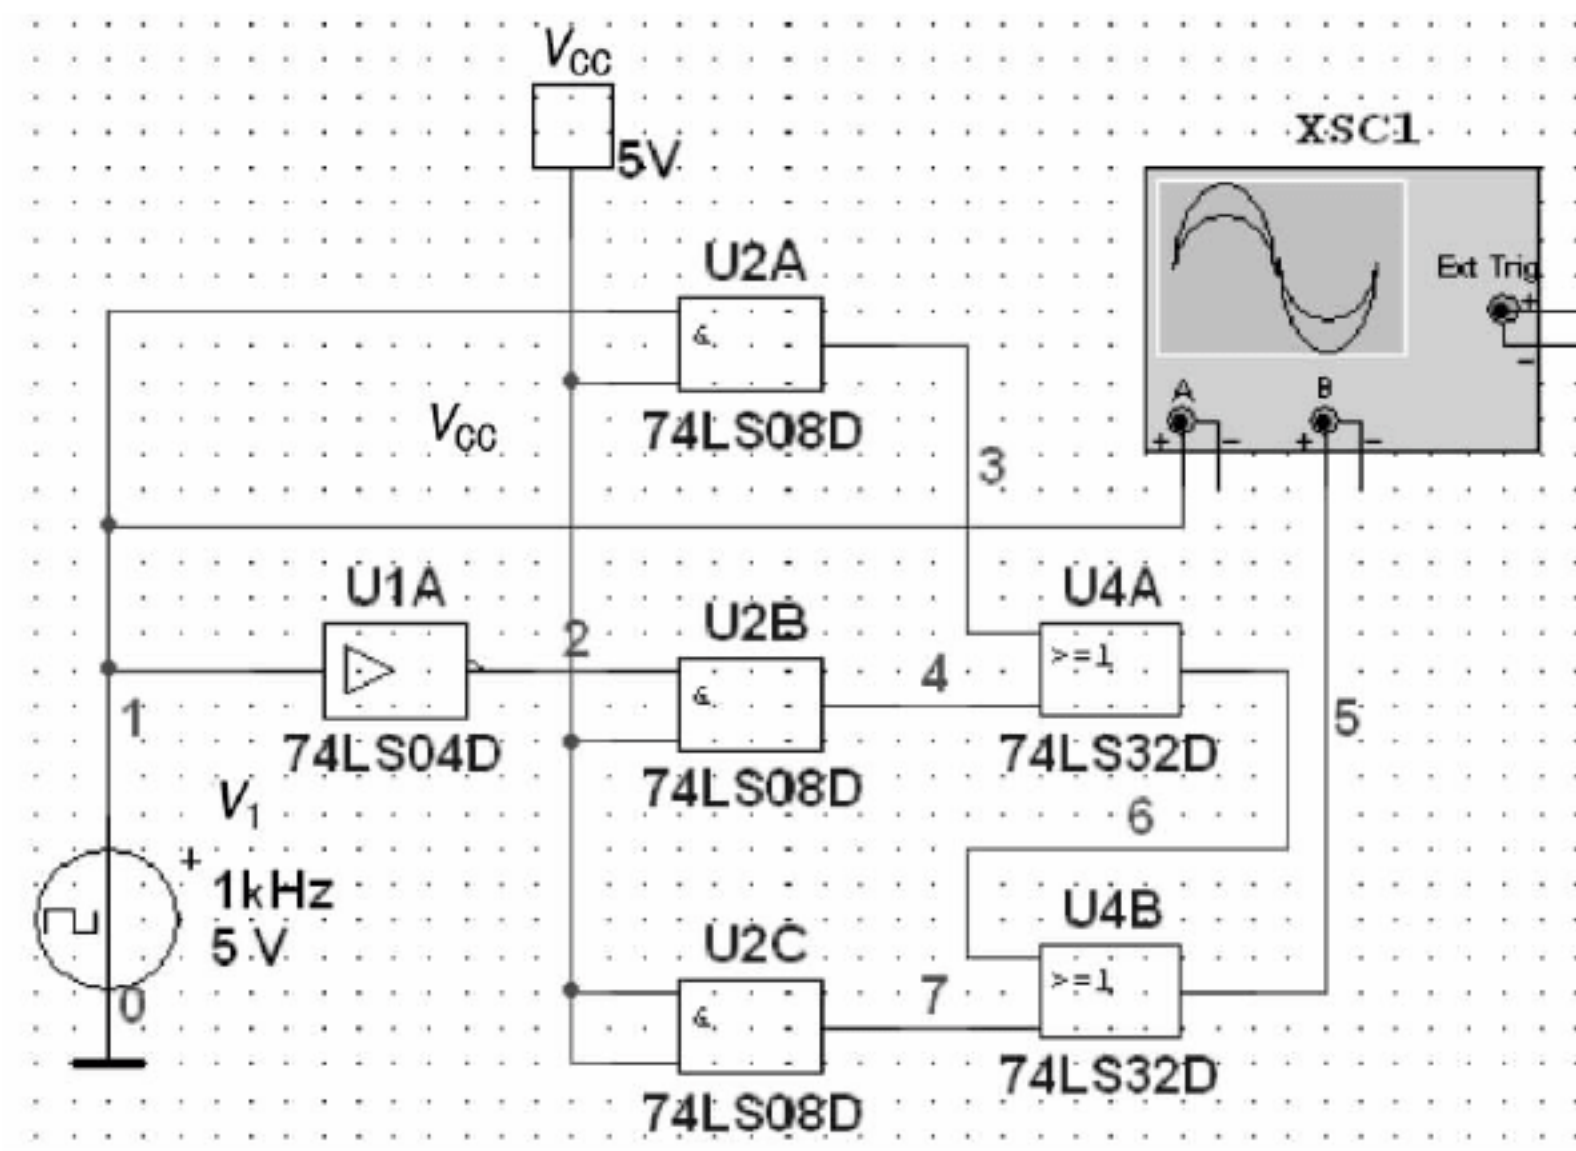 VCC
5V
XSC1
Ext Trig
+
−
A
B
+
−
+
−
U2A
&
74LS08D
VCC
3
U1A
74LS04D
2
U2B
&
74LS08D
4
U4A
>=1
74LS32D
5
1
V1
+
1kHz
5 V
0
6
U2C
&
74LS08D
7
U4B
>=1
74LS32D